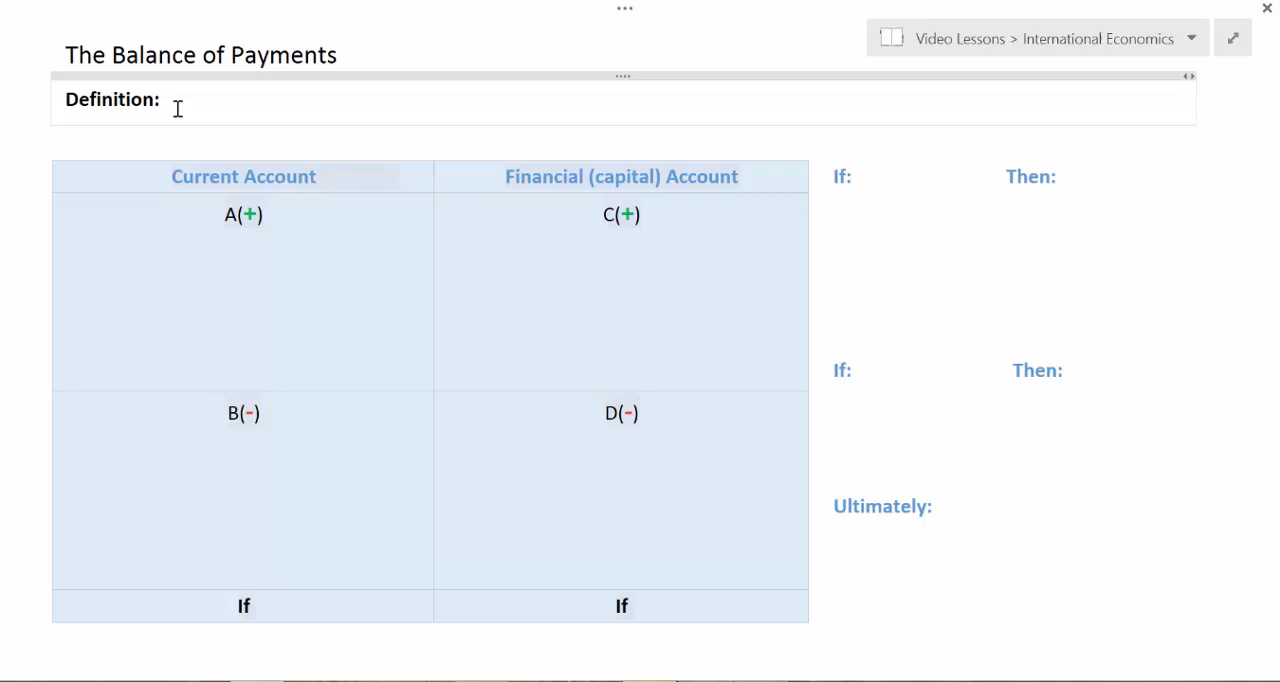 Video Lessons > International Economics
The Balance of Payments
Definition:
Current Account
Financial (capital) Account
A(+)
C(+)
B(-)
D(-)
If
If
If:
Then:
If:
Then:
Ultimately: